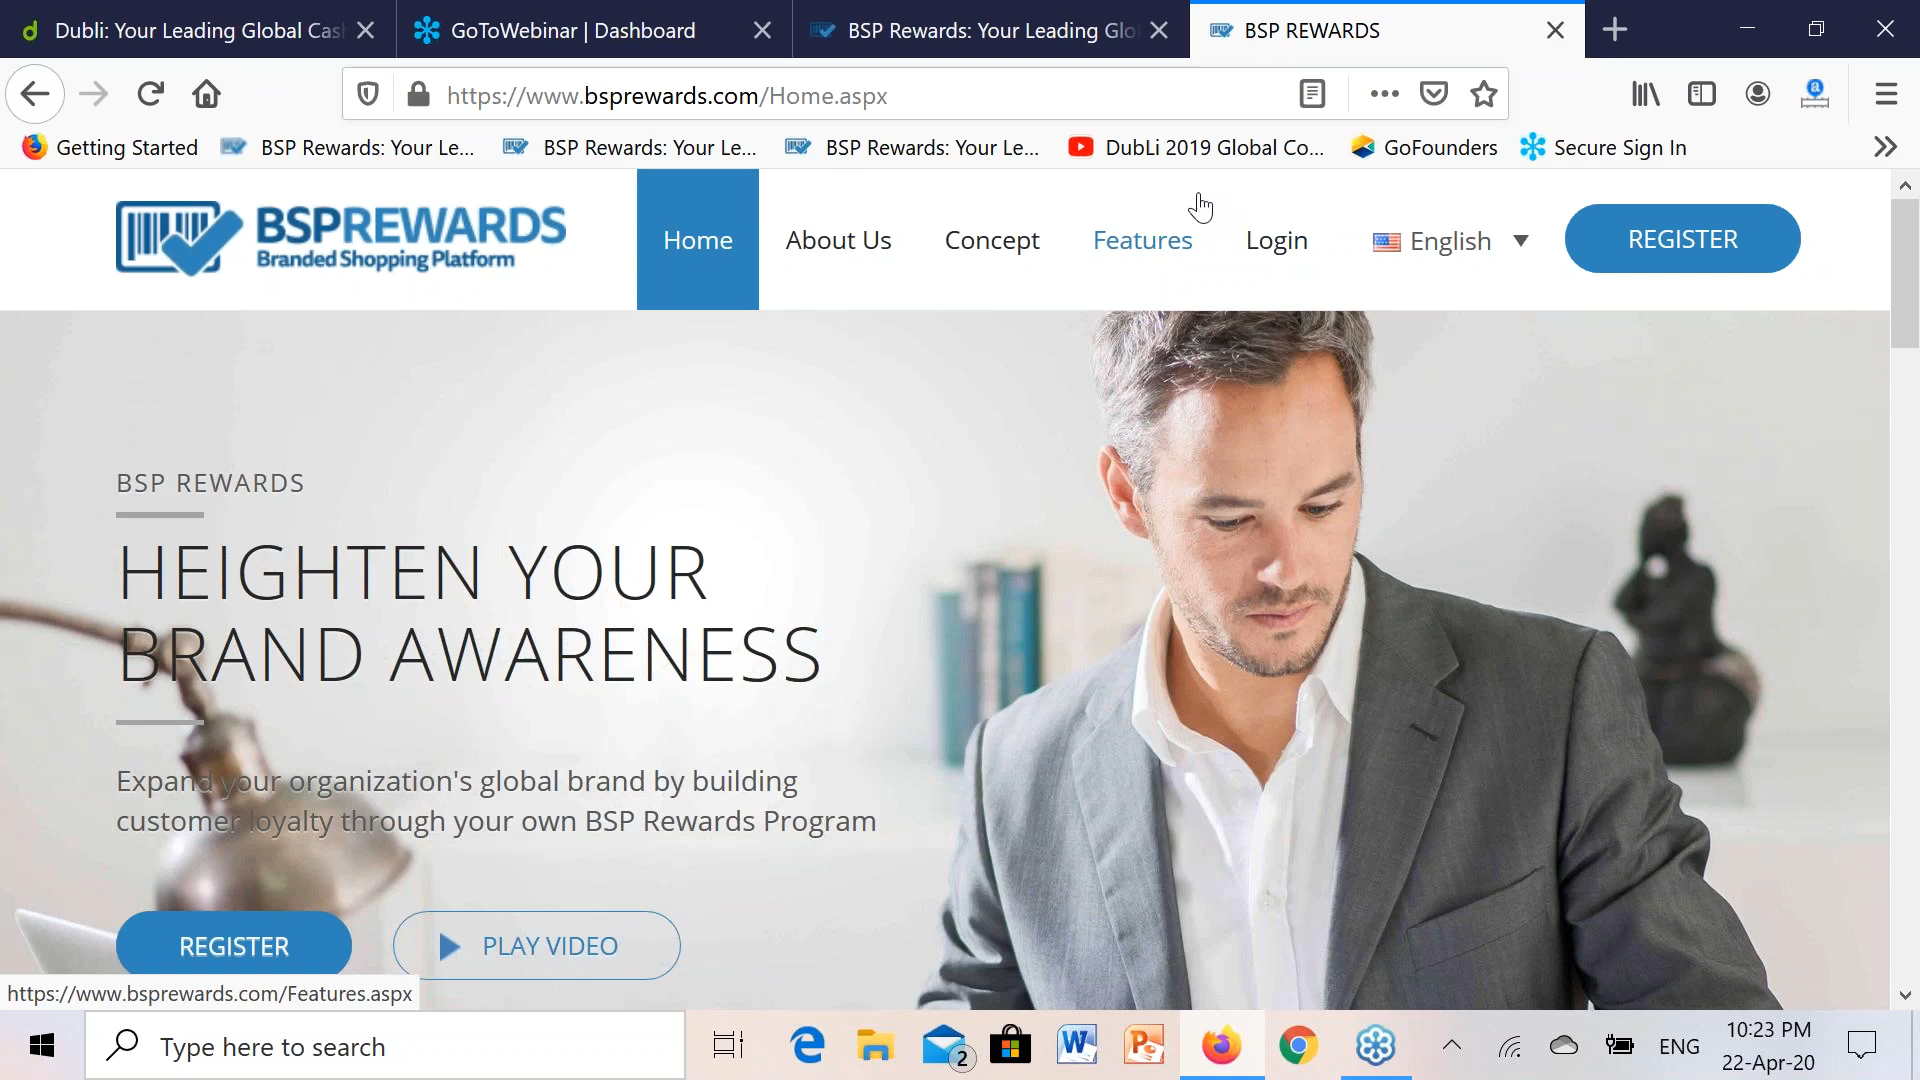 Dubli: Your Leading Global Cas
GoToWebinar | Dashboard
BSP Rewards: Your Leading Glo
BSP REWARDS
https://www.bsprewards.com/Home.aspx
Getting Started
BSP Rewards: Your Le...
BSP Rewards: Your Le...
BSP Rewards: Your Le...
DubLi 2019 Global Co...
GoFounders
Secure Sign In
BSPREWARDS
Branded Shopping Platform
Home
About Us
Concept
Features
Login
English
REGISTER
BSP REWARDS
HEIGHTEN YOUR
BRAND AWARENESS
Expand your organization's global brand by building
customer loyalty through your own BSP Rewards Program
REGISTER
PLAY VIDEO
https://www.bsprewards.com/Features.aspx
Type here to search
2
ENG
10:23 PM
22-Apr-20